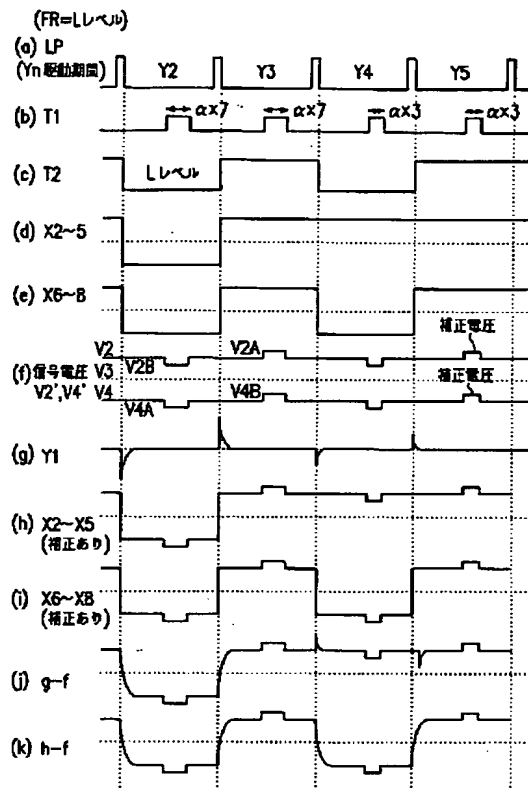 (FR=Lレベル)
(a) LP
(Yn駆動期間) Y2 Y3 Y4 Y5
(b) T1 α×7 α×7 α×3 α×3
(c) T2 Lレベル
(d) X2~5
(e) X6~8
V2 V2B V2A 補正電圧
(f)信号電圧 V3
V2',V4' V4 V4A V4B 補正電圧
(g) Y1
(h) X2~X5
(補正あり)
(i) X6~X8
(補正あり)
(j) g-f
(k) h-f